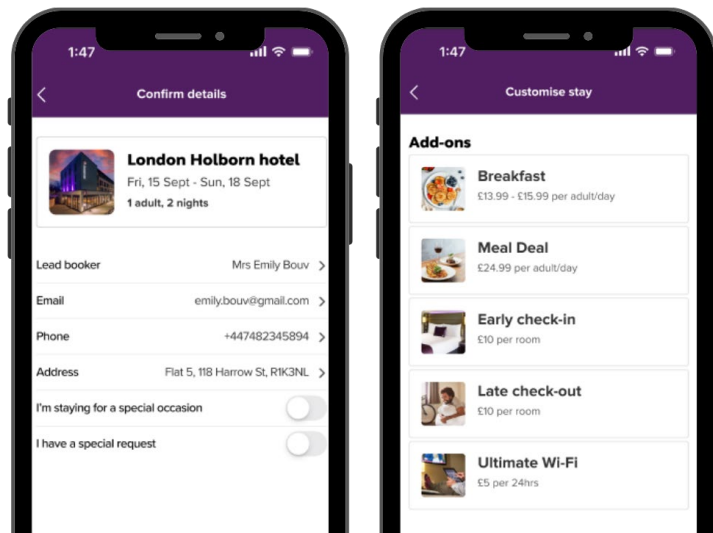 1:47
Confirm details
London Holborn hotel
Fri, 15 Sept - Sun, 18 Sept
1 adult, 2 nights
Lead booker Mrs Emily Bouv
Email emily.bouv@gmail.com
Phone +447482345894
Address Flat 5, 118 Harrow St, R1K3NL
I'm staying for a special occasion
I have a special request
1:47
Customise stay
Add-ons
Breakfast
£13.99 - £15.99 per adult/day
Meal Deal
£24.99 per adult/day
Early check-in
£10 per room
Late check-out
£10 per room
Ultimate Wi-Fi
£5 per 24hrs